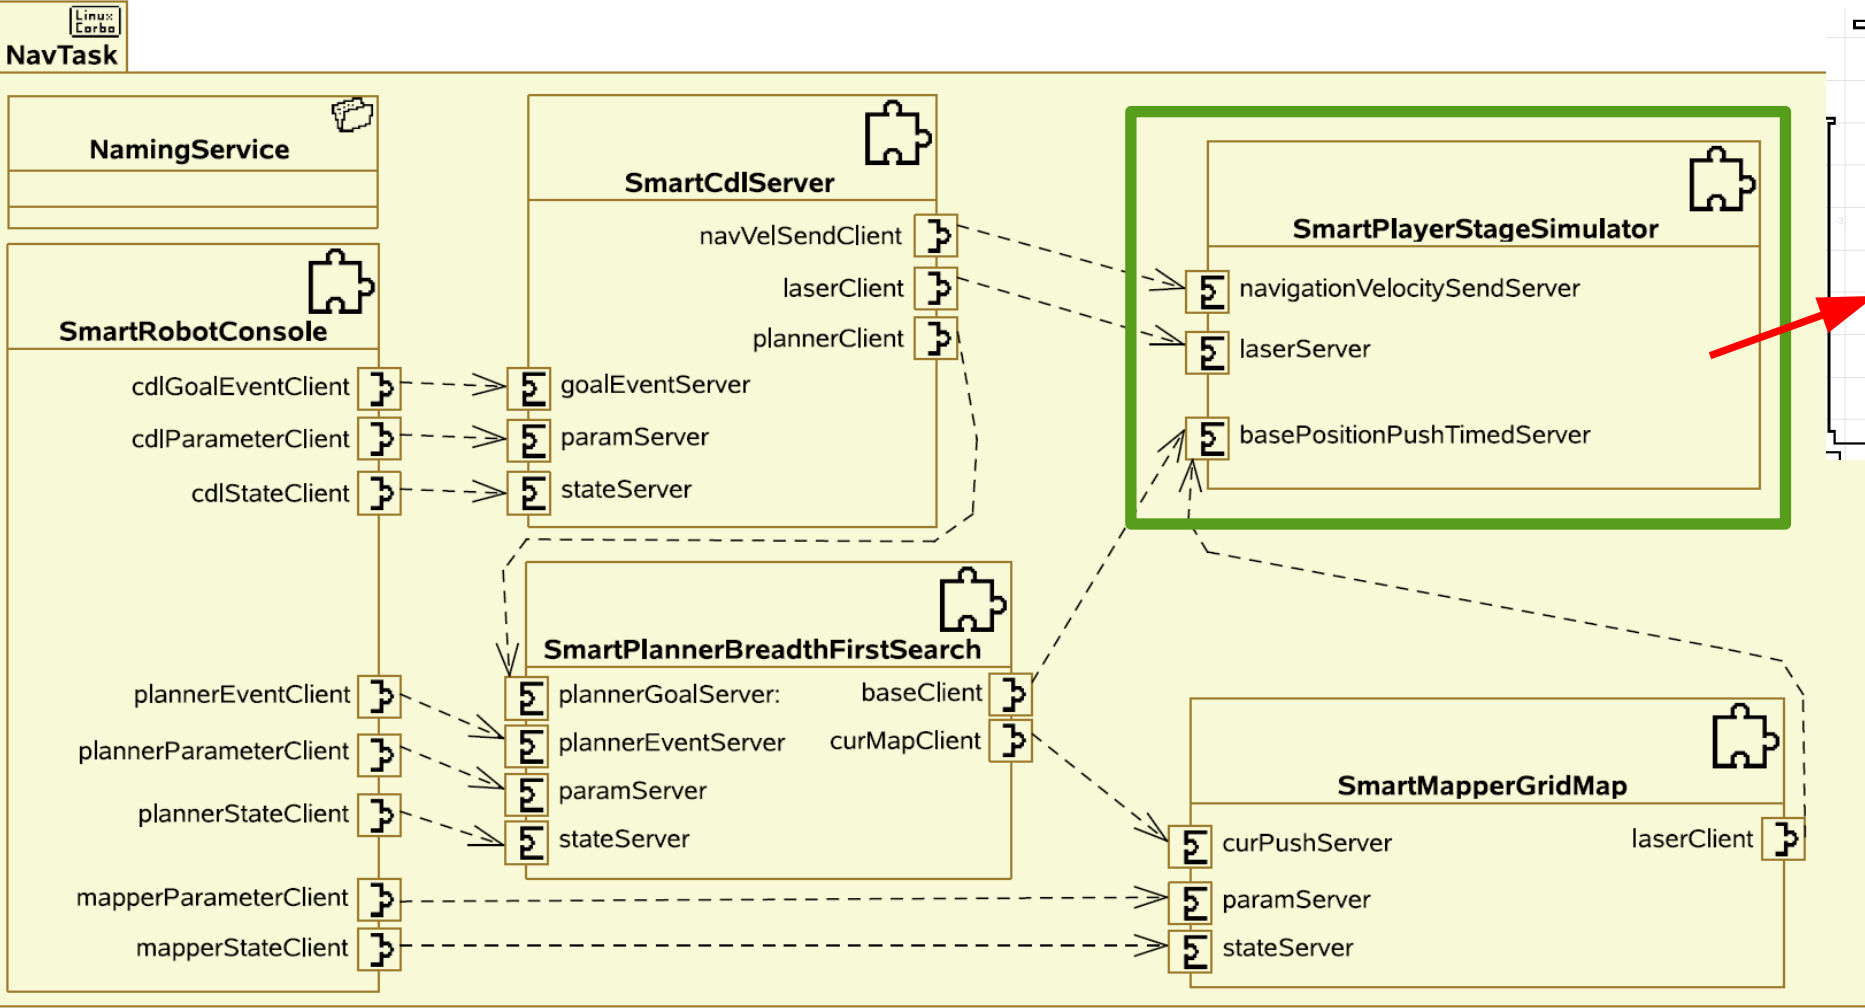 Linux
Corba
NavTask
NamingService
SmartRobotConsole
cdlGoalEventClient
cdlParameterClient
cdlStateClient
plannerEventClient
plannerParameterClient
plannerStateClient
mapperParameterClient
mapperStateClient
SmartCdlServer
navVelSendClient
laserClient
plannerClient
goalEventServer
paramServer
stateServer
SmartPlannerBreadthFirstSearch
plannerGoalServer: baseClient
plannerEventServer curMapClient
paramServer
stateServer
SmartPlayerStageSimulator
navigationVelocitySendServer
laserServer
basePositionPushTimedServer
SmartMapperGridMap
laserClient
curPushServer
paramServer
stateServer